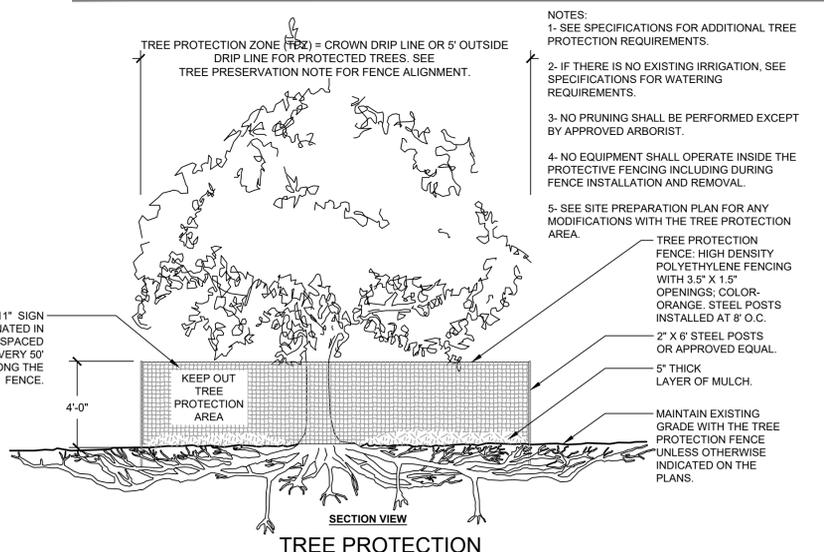 TREE PROTECTION ZONE (TPZ) = CROWN DRIP LINE OR 5' OUTSIDE
DRIP LINE FOR PROTECTED TREES. SEE
TREE PRESERVATION NOTE FOR FENCE ALIGNMENT.
NOTES:
1- SEE SPECIFICATIONS FOR ADDITIONAL TREE
PROTECTION REQUIREMENTS.
2- IF THERE IS NO EXISTING IRRIGATION, SEE
SPECIFICATIONS FOR WATERING
REQUIREMENTS.
3- NO PRUNING SHALL BE PERFORMED EXCEPT
BY APPROVED ARBORIST.
4- NO EQUIPMENT SHALL OPERATE INSIDE THE
PROTECTIVE FENCING INCLUDING DURING
FENCE INSTALLATION AND REMOVAL.
5- SEE SITE PREPARATION PLAN FOR ANY
MODIFICATIONS WITH THE TREE PROTECTION
AREA.
TREE PROTECTION
FENCE: HIGH DENSITY
POLYETHYLENE FENCING
WITH 3.5" X 1.5"
OPENINGS; COLOR-
ORANGE. STEEL POSTS
INSTALLED AT 8' O.C.
2" X 6' STEEL POSTS
OR APPROVED EQUAL.
5" THICK
LAYER OF MULCH.
MAINTAIN EXISTING
GRADE WITH THE TREE
PROTECTION FENCE
UNLESS OTHERWISE
INDICATED ON THE
PLANS.
11" SIGN
IN
SPACED
50'
THE
FENCE.
4'-0"
KEEP OUT
TREE
PROTECTION
AREA
SECTION VIEW
TREE PROTECTION